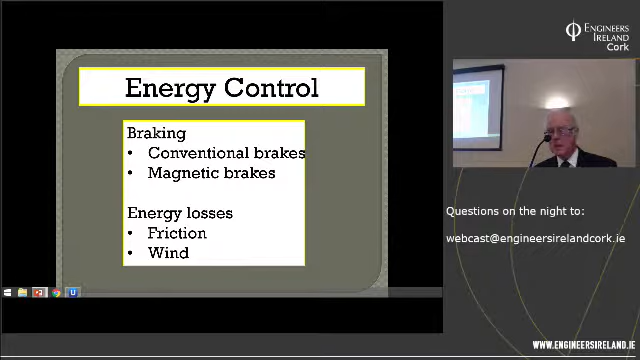 Energy Control
Braking
• Conventional brakes
• Magnetic brakes
Energy losses
• Friction
• Wind
ENGINEERS
IRELAND
Cork
Questions on the night to:
webcast@engineersirelandcork.ie
WWW.ENGINEERSIRELAND.IE